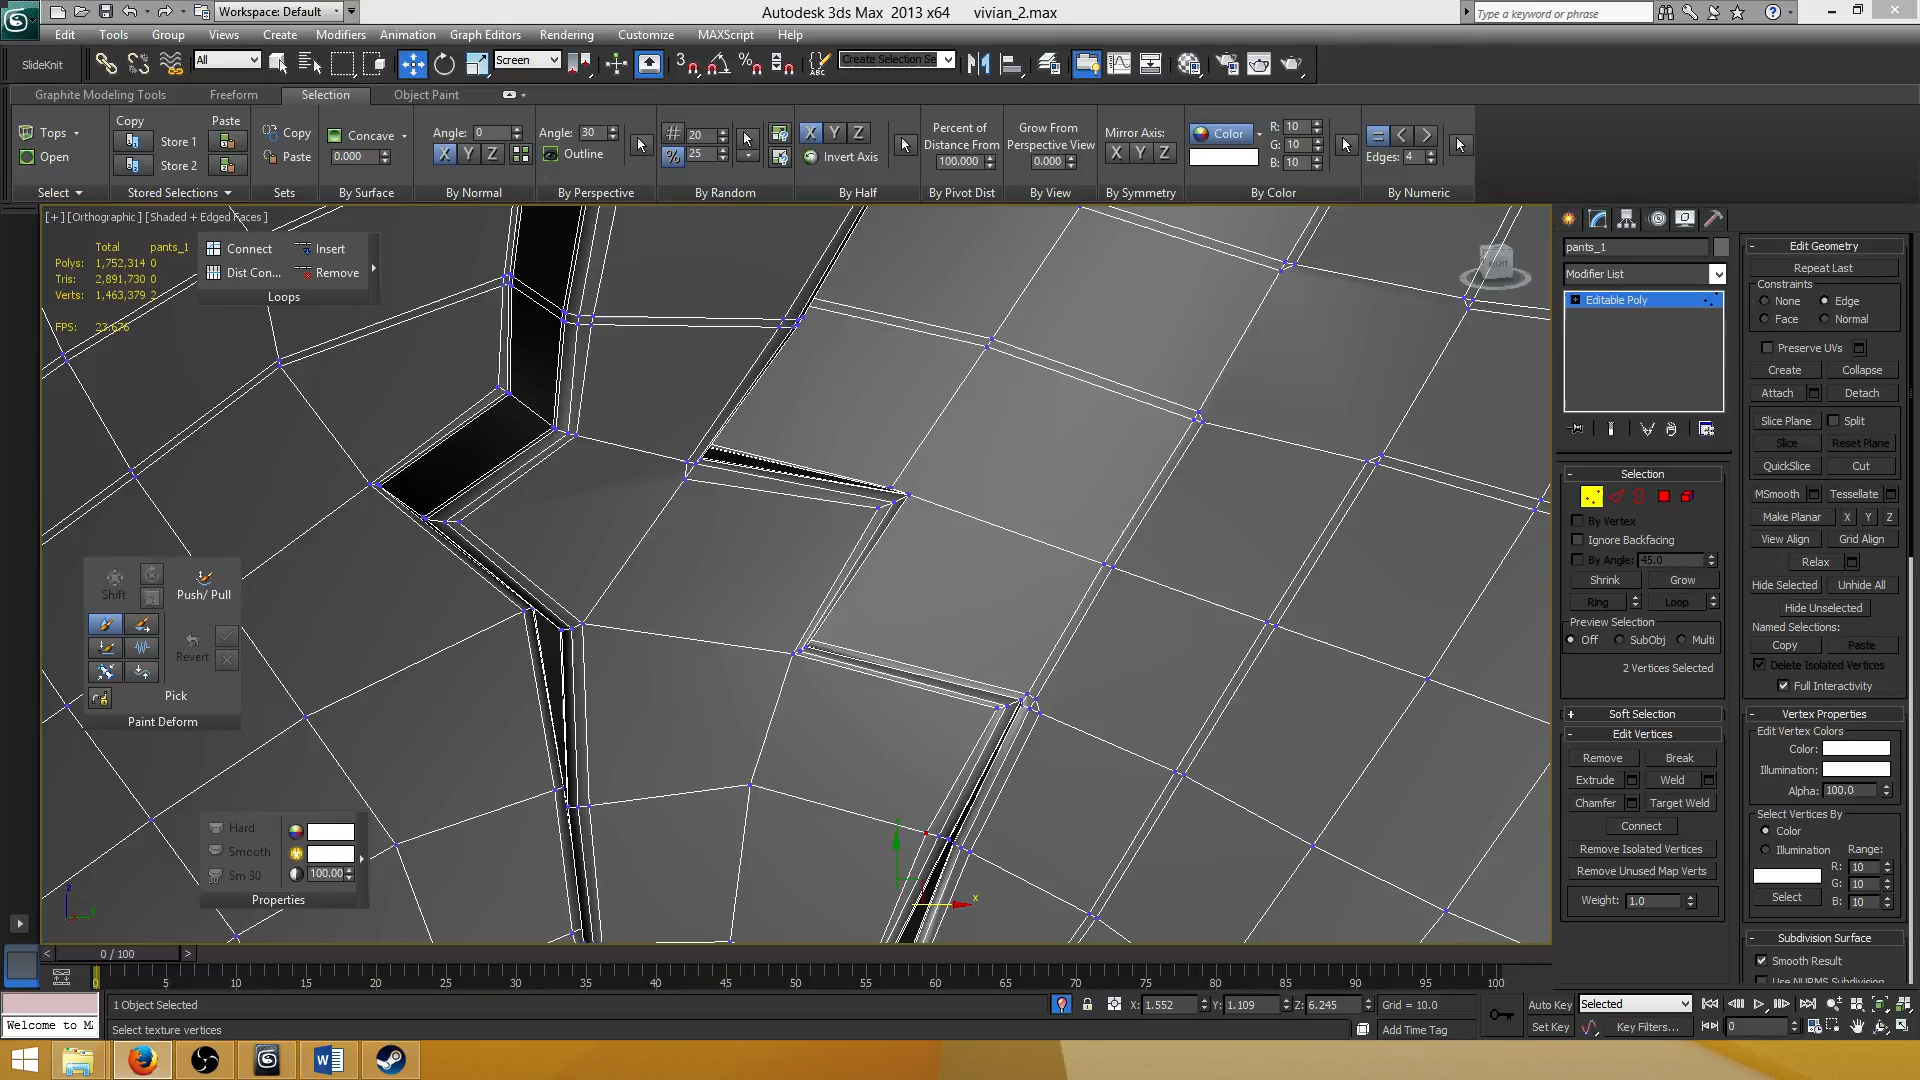 Workspace: Default
Autodesk 3ds Max 2013 x64 vivian_2.max
Type a keyword or phrase
Edit Tools Group Views Create Modifiers Animation Graph Editors Rendering Customize MAXScript Help
SlideKnit All Screen Create Selection Se
Graphite Modeling Tools Freeform Selection Object Paint
Copy Paste
Tops Store 1 Copy Concave Angle: 0 Angle: 30 20 X Y Z Percent of Distance From Grow From Perspective View Mirror Axis: Color R: 10 G: 10 B: 10
Open Store 2 Paste 0.000 X Y Z Outline 25 Invert Axis 100.000 0.000 X Y Z Edges: 4
Select Stored Selections Sets By Surface By Normal By Perspective By Random By Half By Pivot Dist By View By Symmetry By Color By Numeric
[+] [Orthographic] [Shaded + Edged Faces]
Total pants_1
Polys: 1,752,314 0
Tris: 2,891,730 0
Verts: 1,463,379 2
FPS: 23.676
Connect Insert
Dist Con... Remove
Loops
RIGHT
Shift Push/ Pull
Revert
Pick
Paint Deform
Hard
Smooth
Sm 30 100.00
Properties
z
y
x
pants_1
Modifier List
Editable Poly
Selection
By Vertex
Ignore Backfacing
By Angle: 45.0
Shrink Grow
Ring Loop
Preview Selection
Off SubObj Multi
2 Vertices Selected
Soft Selection
Edit Vertices
Remove Break
Extrude Weld
Chamfer Target Weld
Connect
Remove Isolated Vertices
Remove Unused Map Verts
Weight: 1.0
Edit Geometry
Repeat Last
Constraints
None Edge
Face Normal
Preserve UVs
Create Collapse
Attach Detach
Slice Plane Split
Slice Reset Plane
QuickSlice Cut
MSmooth Tessellate
Make Planar X Y Z
View Align Grid Align
Relax
Hide Selected Unhide All
Hide Unselected
Named Selections:
Copy Paste
Delete Isolated Vertices
Full Interactivity
Vertex Properties
Edit Vertex Colors
Color:
Illumination:
Alpha: 100.0
Select Vertices By
Color
Illumination Range:
R: 10
G: 10
Select B: 10
Subdivision Surface
Smooth Result
Use NURMS Subdivision
0 / 100
0 5 10 15 20 25 30 35 40 45 50 55 60 65 70 75 80 85 90 95 100
1 Object Selected X: 1.552 Y: 1.109 Z: 6.245 Grid = 10.0 Auto Key Selected
Welcome to M Select texture vertices Add Time Tag Set Key Key Filters... 0